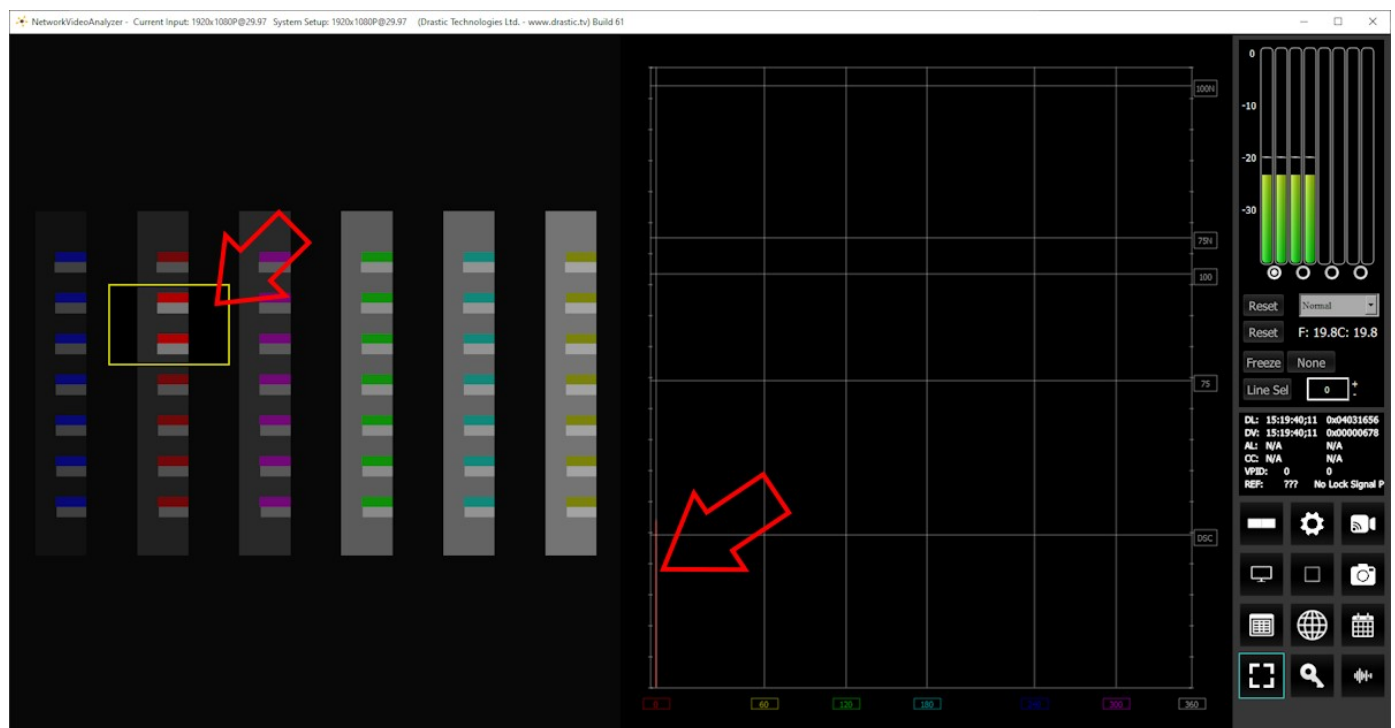 NetworkVideoAnalyzer - Current Input: 1920x1080P@29.97 System Setup: 1920x1080P@29.97 (Drastic Technologies Ltd. - www.drastic.tv) Build 61
0
-10
-20
-30
100N
75N
100
75
DSC
0 60 120 180 300 360
Reset Normal
Reset F: 19.8C: 19.8
Freeze None
Line Sel 0 + -
DL: 15:19:40;11 0x04031656
DV: 15:19:40;11 0x00000678
AL: N/A N/A
CC: N/A N/A
VPID: 0 0
REF: ??? No Lock Signal P